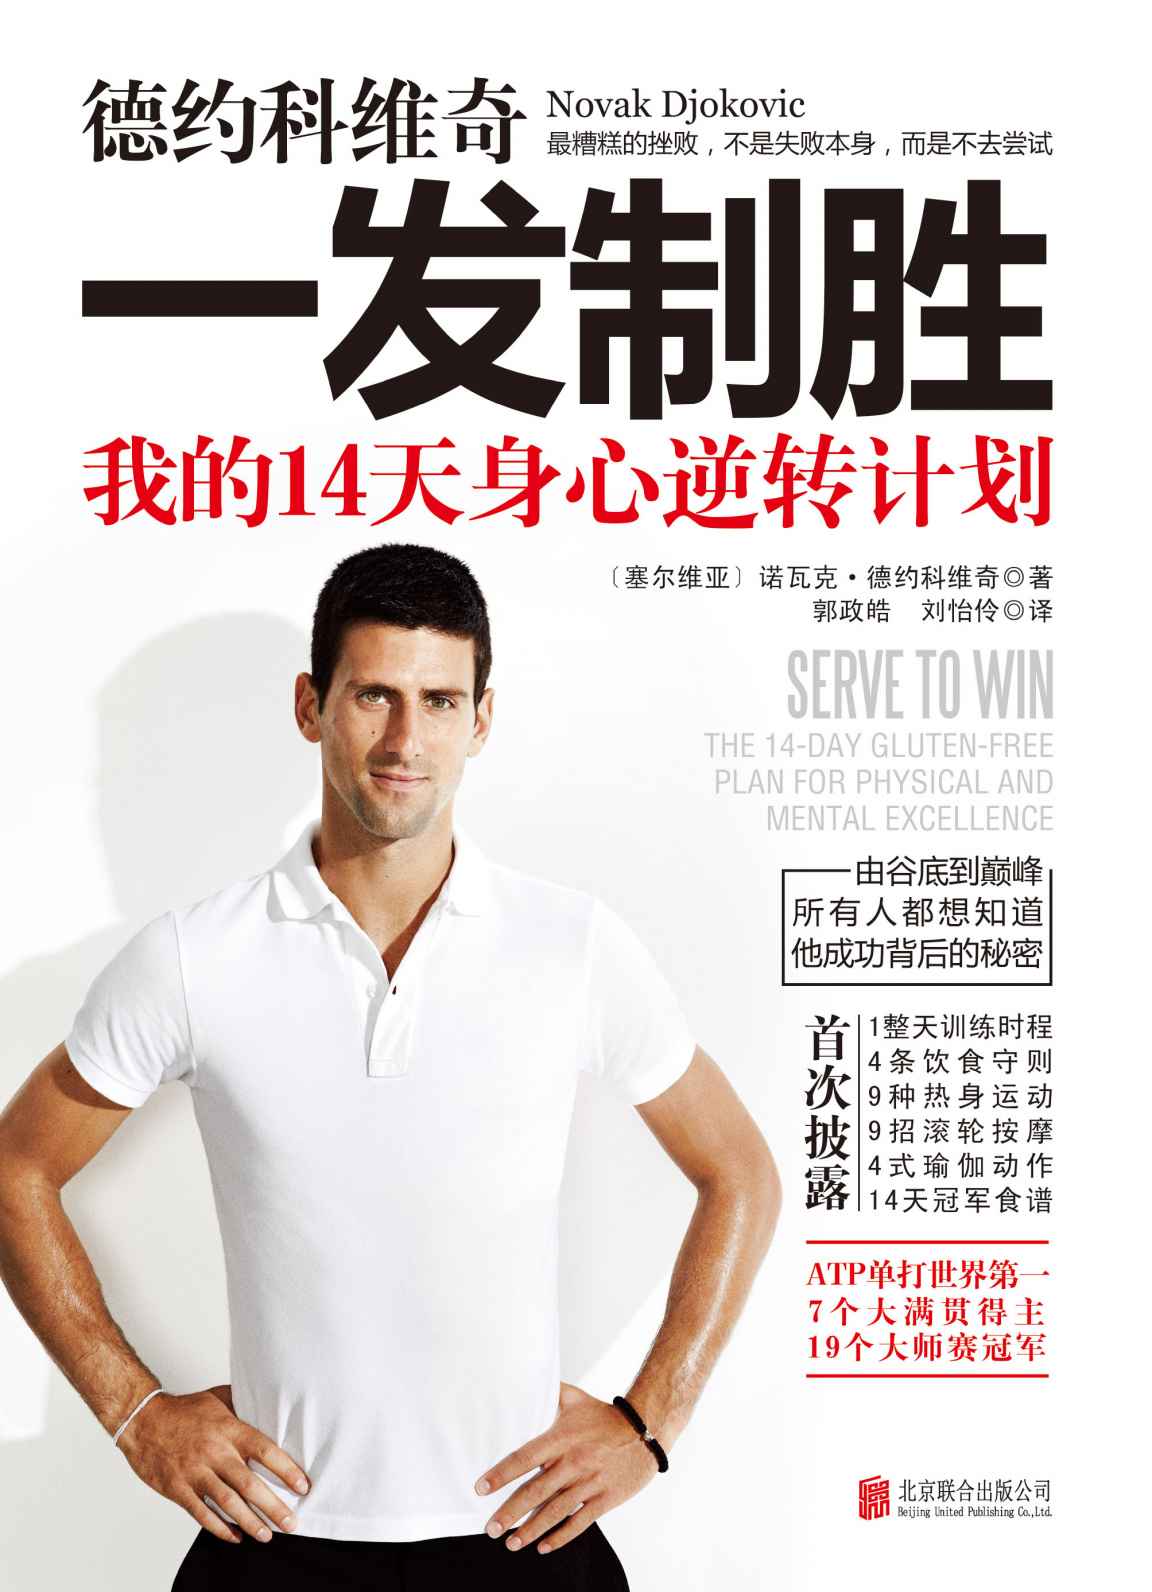 德约科维奇
Novak Djokovic
最糟糕的挫败，不是失败本身，而是不去尝试
一发制胜
我的14天身心逆转计划
〔塞尔维亚〕诺瓦克·德约科维奇◎著
郭政皓　刘怡伶◎译
SERVE TO WIN
THE 14-DAY GLUTEN-FREE
PLAN FOR PHYSICAL AND
MENTAL EXCELLENCE
由谷底到巅峰
所有人都想知道
他成功背后的秘密
首次披露
1整天训练时程
4条饮食守则
9种热身运动
9招滚轮按摩
4式瑜伽动作
14天冠军食谱
ATP单打世界第一
7个大满贯得主
19个大师赛冠军
北京联合出版公司
Beijing United Publishing Co.,Ltd.